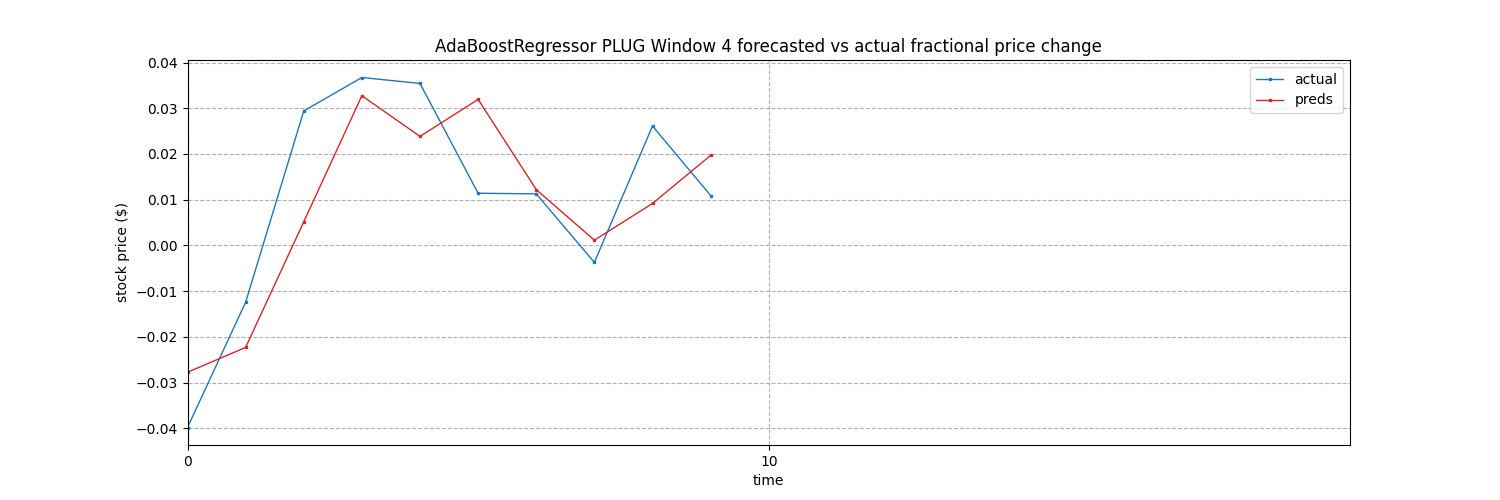 AdaBoostRegressor PLUG Window 4 forecasted vs actual fractional price change
0.04
0.03
0.02
0.01
0.00
−0.01
−0.02
−0.03
−0.04
stock price ($)
actual
preds
0 10
time